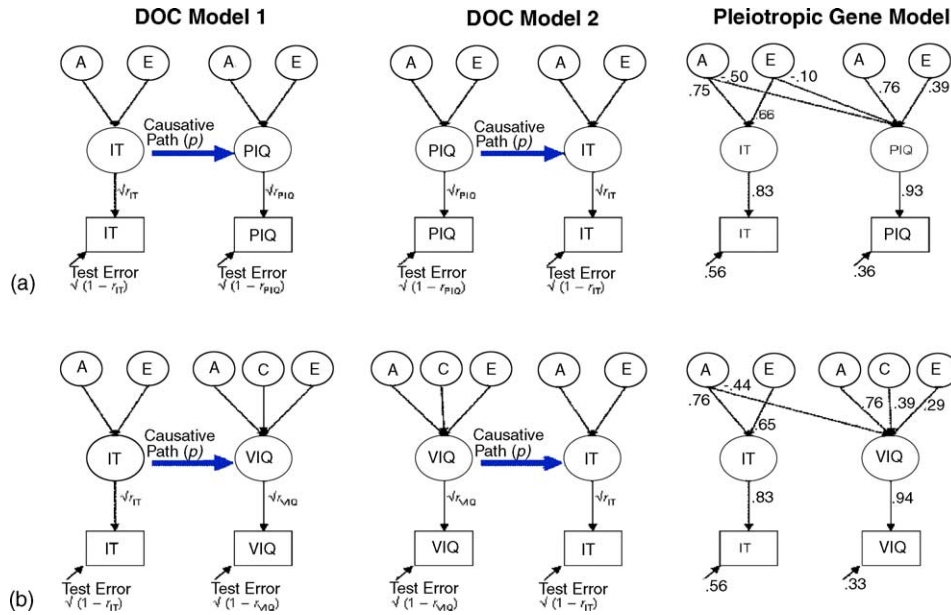 DOC Model 1 DOC Model 2 Pleiotropic Gene Model
A E A E A E A E A E A E
.75 -.50 -.10 .76 .39
.66
Causative Path (p)
IT PIQ
Causative Path (p)
PIQ IT
IT PIQ
√rIT √rPIQ √rPIQ √rIT .83 .93
IT PIQ PIQ IT IT PIQ
Test Error Test Error Test Error Test Error
(a) √ (1 – rIT) √ (1 – rPIQ) √ (1 – rPIQ) √ (1 – rIT) .56 .36
A E A C E A C E A E A E A C E
.76 -.44 .76 .39 .29
.65
Causative Path (p)
IT VIQ
Causative Path (p)
VIQ IT
IT VIQ
√rIT √rVIQ √rVIQ √rIT .83 .94
IT VIQ VIQ IT IT VIQ
Test Error Test Error Test Error Test Error
(b) √ (1 – rIT) √ (1 – rVIQ) √ (1 – rVIQ) √ (1 – rIT) .56 .33